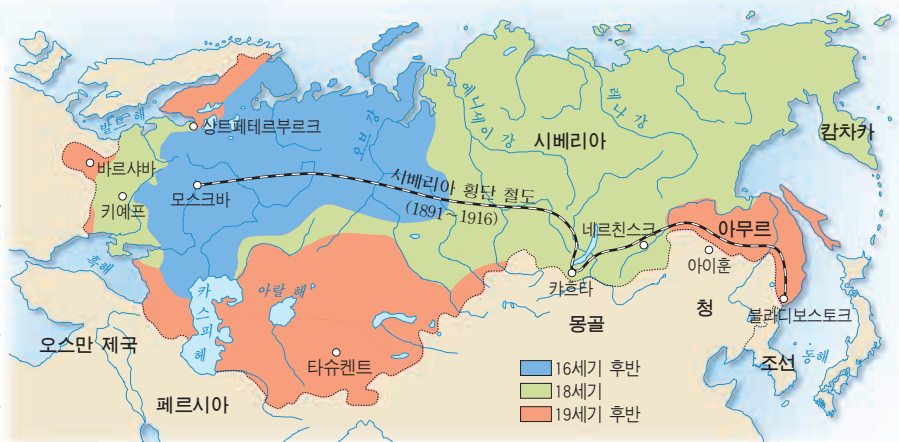 예니세이 강
레나 강
오브 강
발트 해
상트페테르부르크
시베리아
캄차카
바르샤바
키예프
모스크바
시베리아 횡단 철도
(1891~1916)
네르친스크
아무르
아이훈
흑해
카스피 해
아랄 해
캬흐타
청
몽골
블라디보스토크
오스만 제국
타슈켄트
조선
동해
페르시아
16세기 후반
18세기
19세기 후반